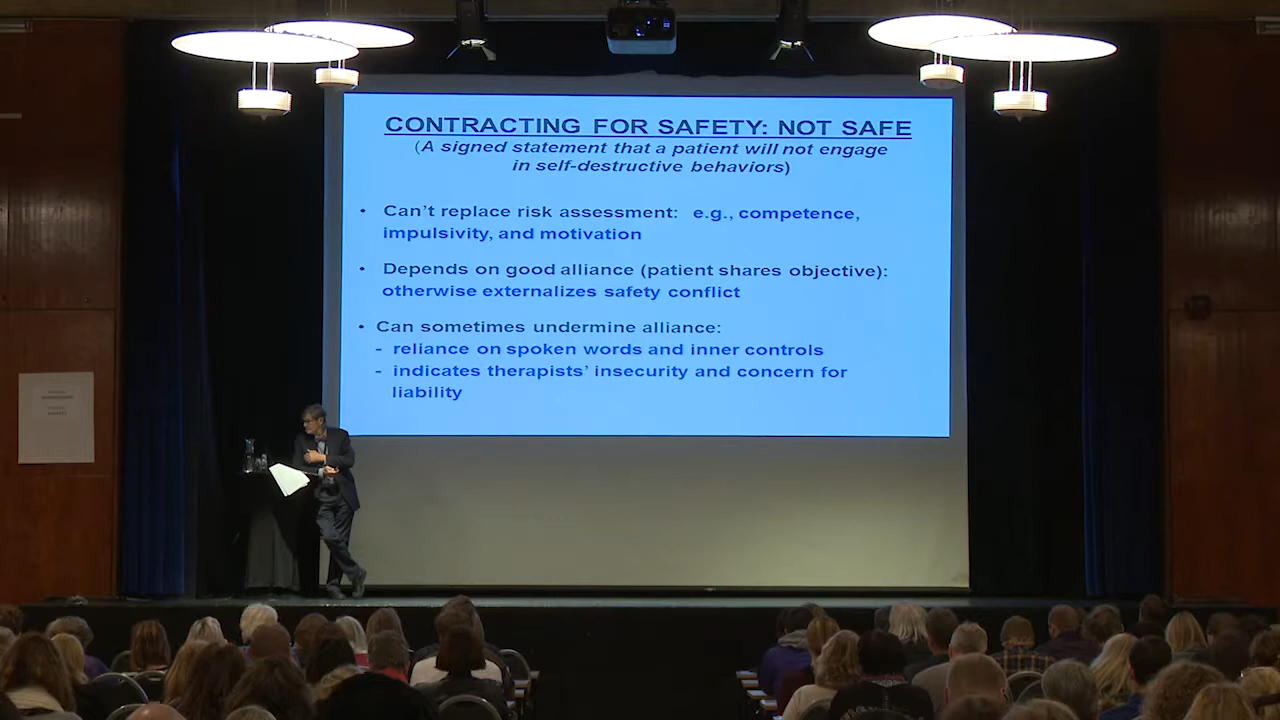 CONTRACTING FOR SAFETY: NOT SAFE
(A signed statement that a patient will not engage
in self-destructive behaviors)
• Can't replace risk assessment: e.g., competence,
impulsivity, and motivation
• Depends on good alliance (patient shares objective):
otherwise externalizes safety conflict
• Can sometimes undermine alliance:
- reliance on spoken words and inner controls
- indicates therapists' insecurity and concern for
liability